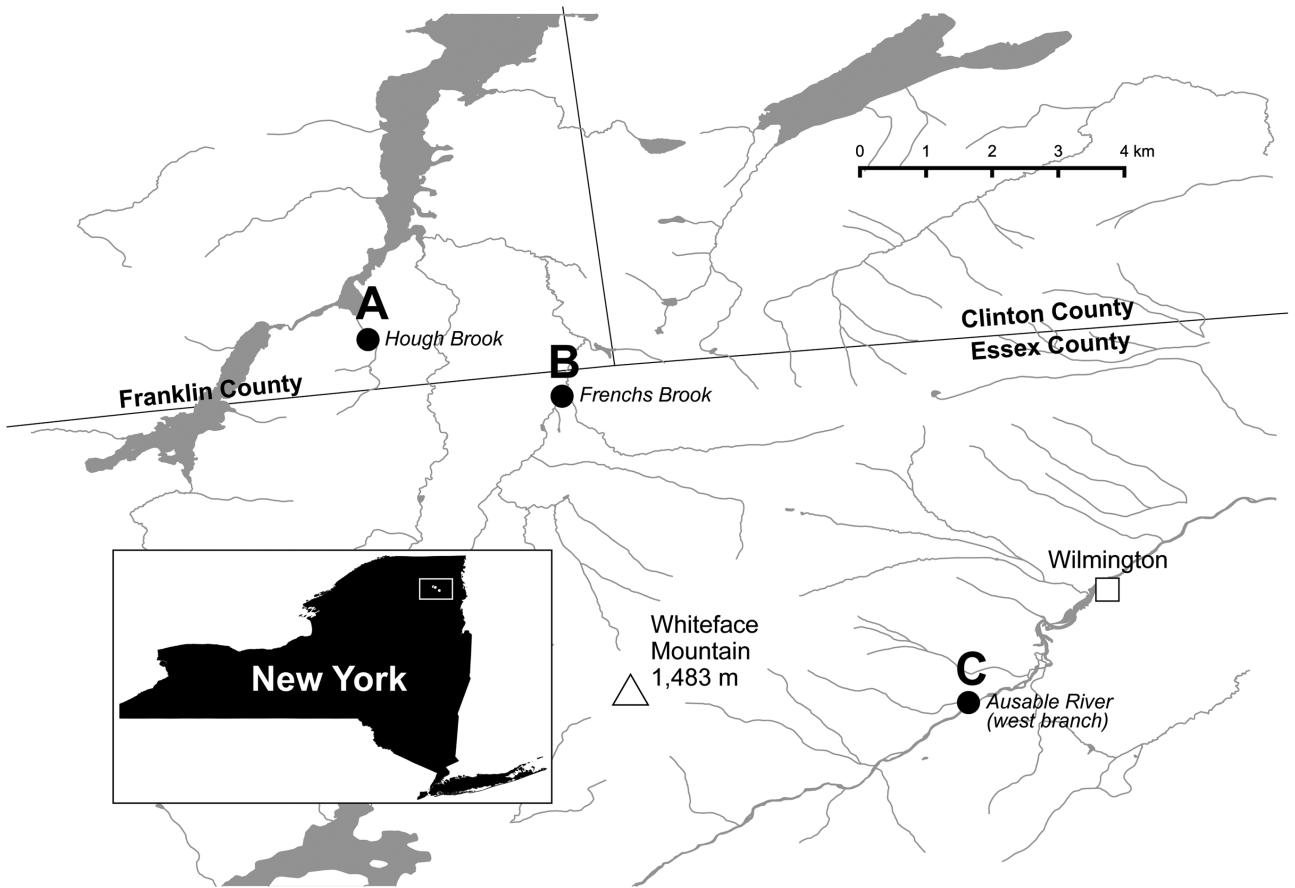 0 1 2 3 4 km
A
Hough Brook
Clinton County
Essex County
B
Franklin County
Frenchs Brook
Wilmington
Whiteface
Mountain
1,483 m
New York
C
Ausable River
(west branch)